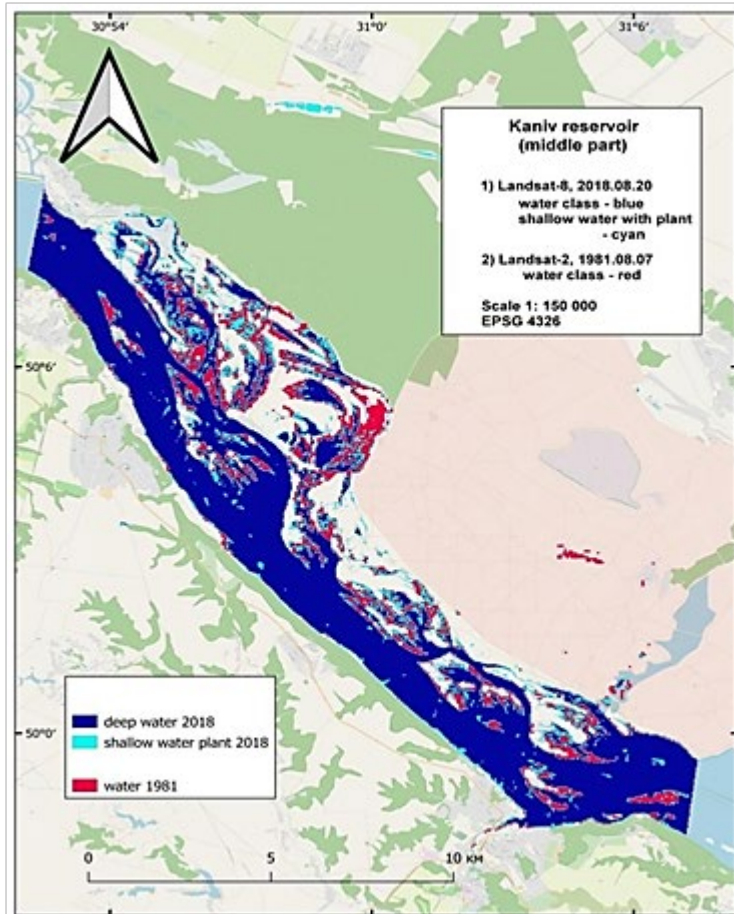 30°54'
31°0'
31°6'
Kaniv reservoir
(middle part)
1) Landsat-8, 2018.08.20
water class - blue
shallow water with plant
- cyan
2) Landsat-2, 1981.08.07
water class - red
Scale 1: 150 000
EPSG 4326
50°6'
50°0'
deep water 2018
shallow water plant 2018
water 1981
0
5
10 км